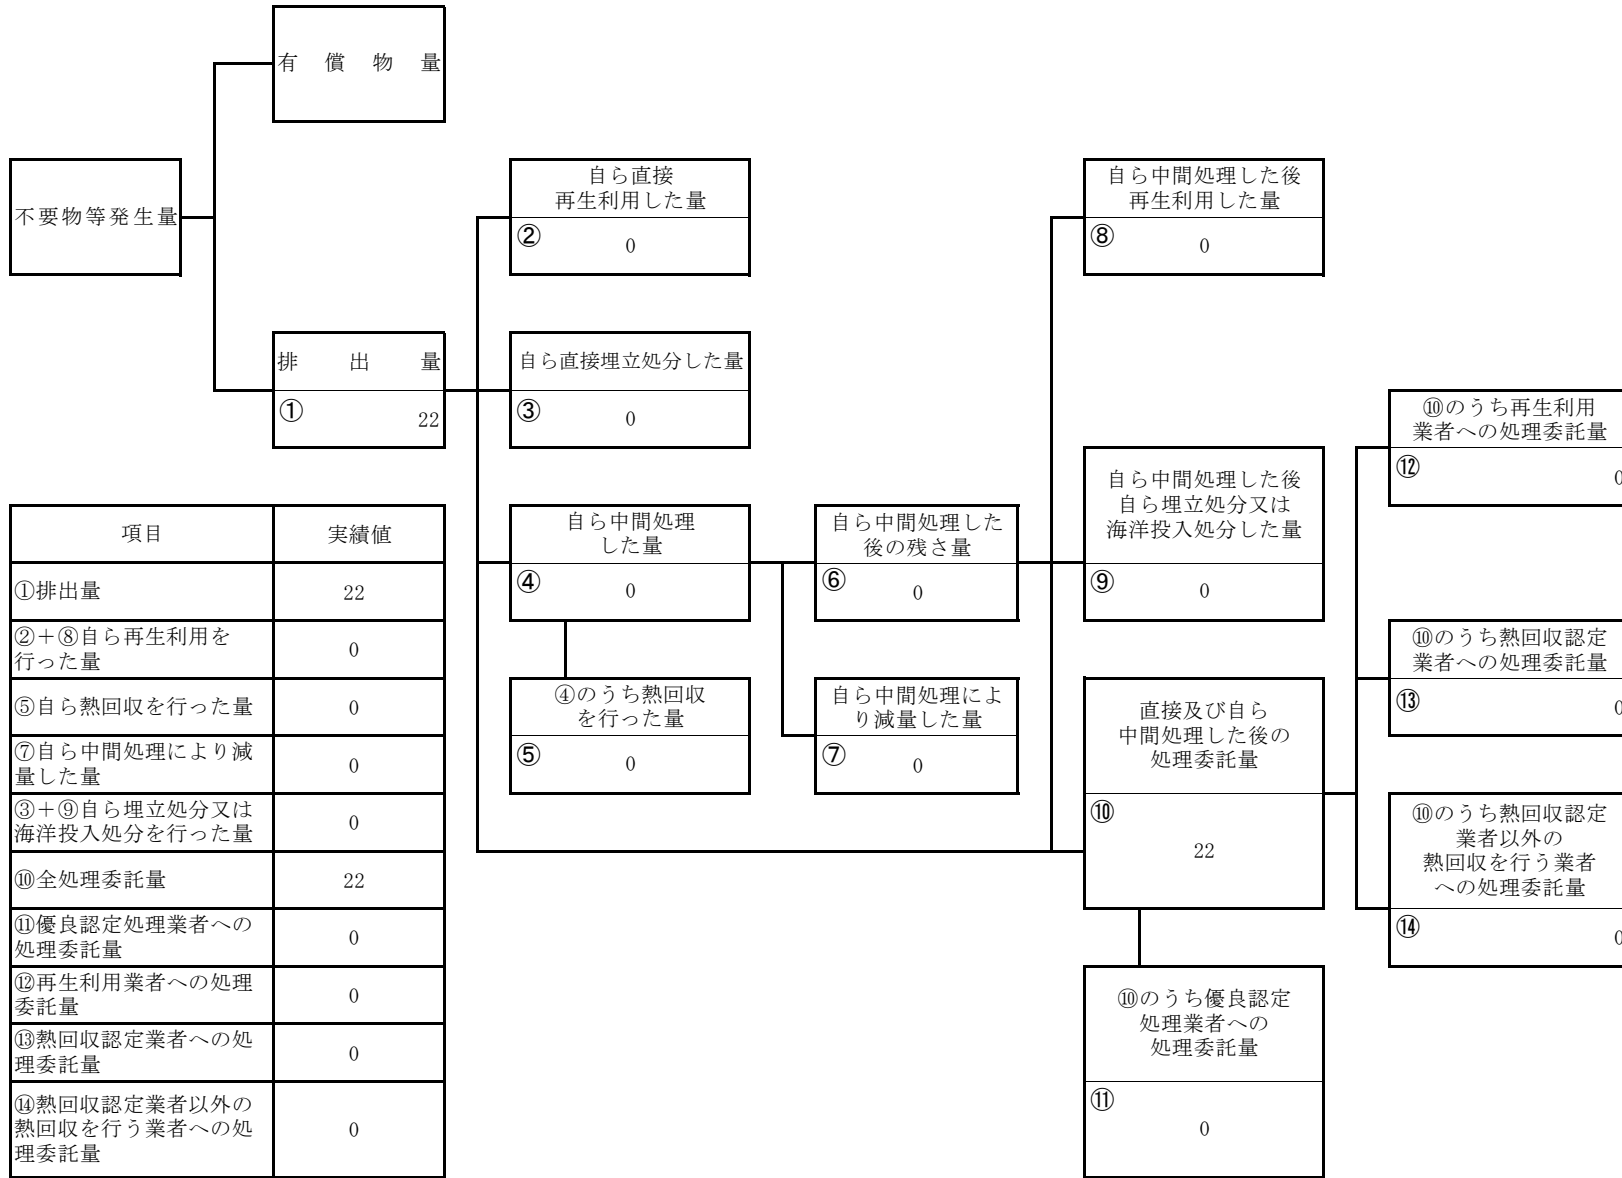 有償物量
不要物等発生量
自ら直接
再生利用した量
②
0
自ら中間処理した後
再生利用した量
⑧
0
排出量
①
22
自ら直接埋立処分した量
③
0
⑩のうち再生利用
業者への処理委託量
⑫
0
自ら中間処理
した量
④
0
自ら中間処理した
後の残さ量
⑥
0
自ら中間処理した後
自ら埋立処分又は
海洋投入処分した量
⑨
0
⑩のうち熱回収認定
業者への処理委託量
⑬
0
④のうち熱回収
を行った量
⑤
0
自ら中間処理によ
り減量した量
⑦
0
直接及び自ら
中間処理した後の
処理委託量
⑩
22
⑩のうち熱回収認定
業者以外の
熱回収を行う業者
への処理委託量
⑭
0
⑩のうち優良認定
処理業者への
処理委託量
⑪
0
項目 実績値
①排出量 22
②+⑧自ら再生利用を
行った量 0
⑤自ら熱回収を行った量 0
⑦自ら中間処理により減
量した量 0
③+⑨自ら埋立処分又は
海洋投入処分を行った量 0
⑩全処理委託量 22
⑪優良認定処理業者への
処理委託量 0
⑫再生利用業者への処理
委託量 0
⑬熱回収認定業者への処
理委託量 0
⑭熱回収認定業者以外の
熱回収を行う業者への処
理委託量 0